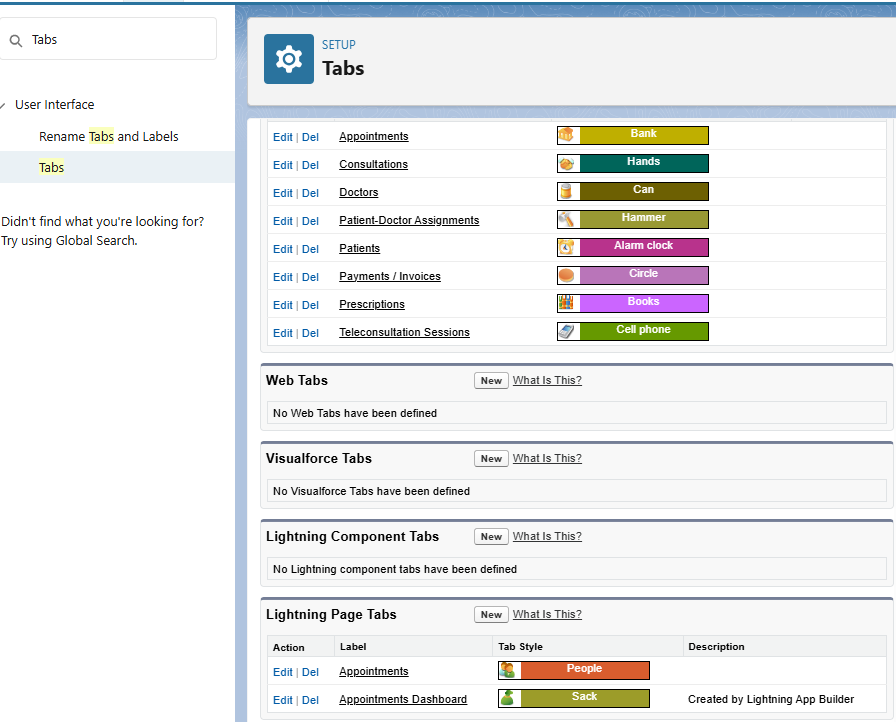 Tabs
User Interface
Rename Tabs and Labels
Tabs
Didn't find what you're looking for?
Try using Global Search.
SETUP
Tabs
Edit | Del Appointments Bank
Edit | Del Consultations Hands
Edit | Del Doctors Can
Edit | Del Patient-Doctor Assignments Hammer
Edit | Del Patients Alarm clock
Edit | Del Payments / Invoices Circle
Edit | Del Prescriptions Books
Edit | Del Teleconsultation Sessions Cell phone
Web Tabs New What Is This?
No Web Tabs have been defined
Visualforce Tabs New What Is This?
No Visualforce Tabs have been defined
Lightning Component Tabs New What Is This?
No Lightning component tabs have been defined
Lightning Page Tabs New What Is This?
Action Label Tab Style Description
Edit | Del Appointments People
Edit | Del Appointments Dashboard Sack Created by Lightning App Builder